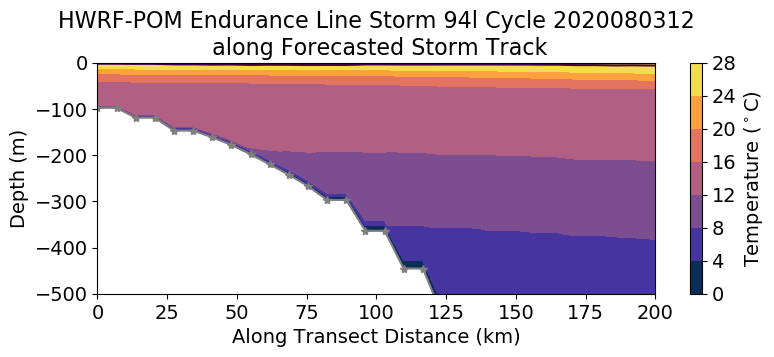 HWRF-POM Endurance Line Storm 94l Cycle 2020080312
along Forecasted Storm Track
0
−100
−200
−300
−400
−500
Depth (m)
0 25 50 75 100 125 150 175 200
Along Transect Distance (km)
28
24
20
16
12
8
4
0
Temperature (°C)